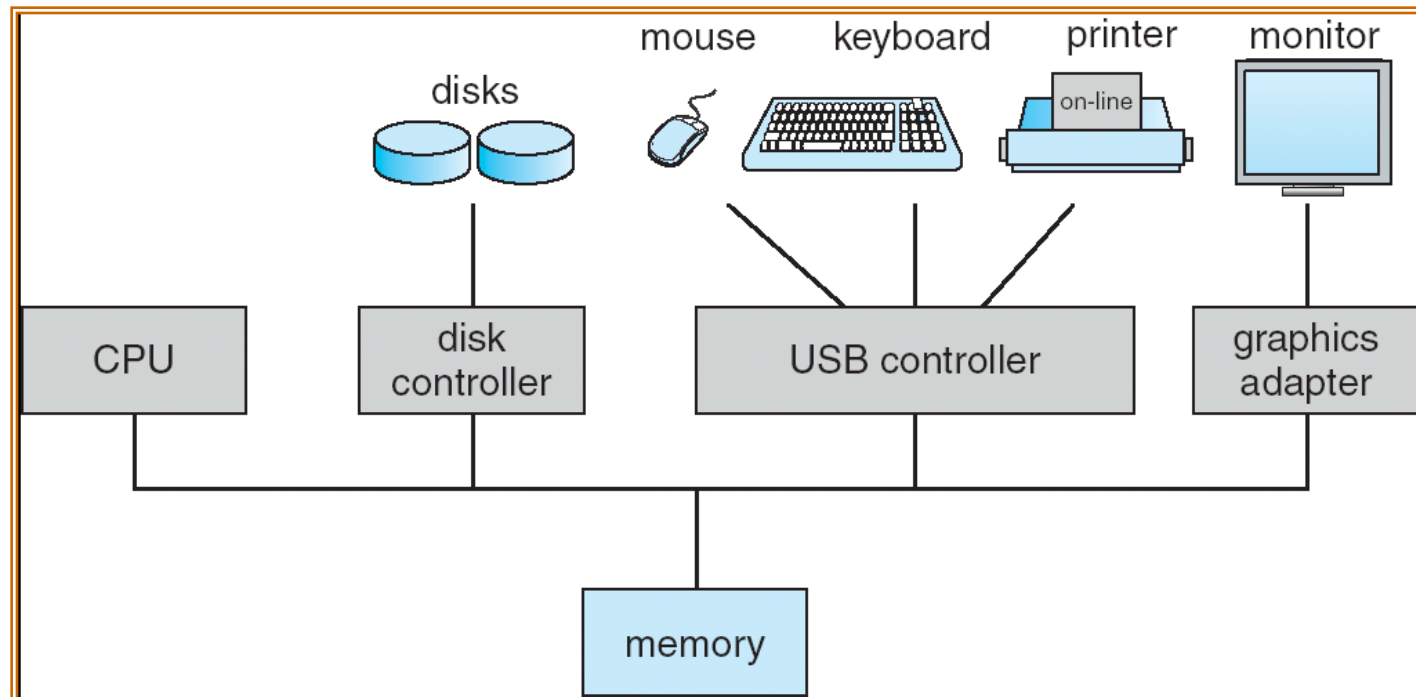 mouse
keyboard
printer
monitor
disks
on-line
CPU
disk
controller
USB controller
graphics
adapter
memory